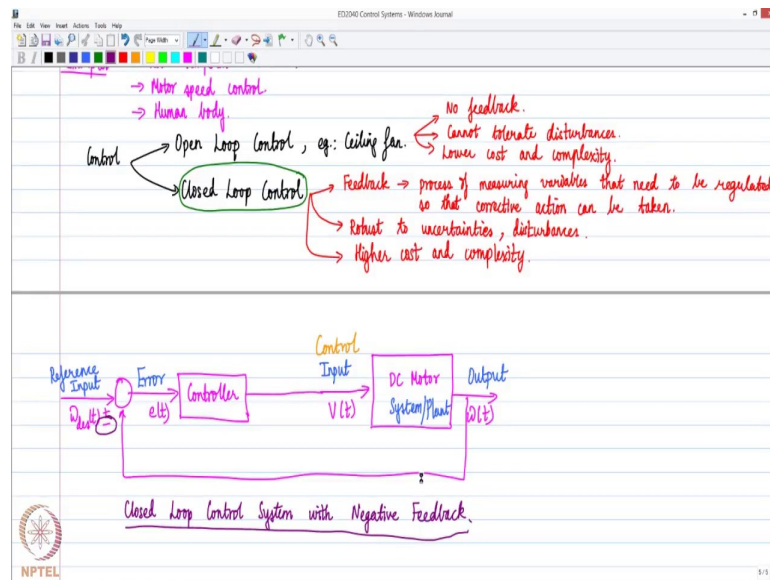 ED2040 Control Systems - Windows Journal
File Edit View Insert Actions Tools Help
Page Width
B I
→ Motor speed control.
→ Human body.
Control
Open Loop Control, eg: Ceiling fan.
No feedback.
Cannot tolerate disturbances.
Lower cost and complexity.
Closed Loop Control
Feedback → process of measuring variables that need to be regulated
so that corrective action can be taken.
Robust to uncertainties, disturbances.
Higher cost and complexity.
Reference
Input
ω_des(t)
+
−
Error
e(t)
Controller
Control
Input
V(t)
DC Motor
System/Plant
Output
ω(t)
Closed Loop Control System with Negative Feedback.
NPTEL
5/5